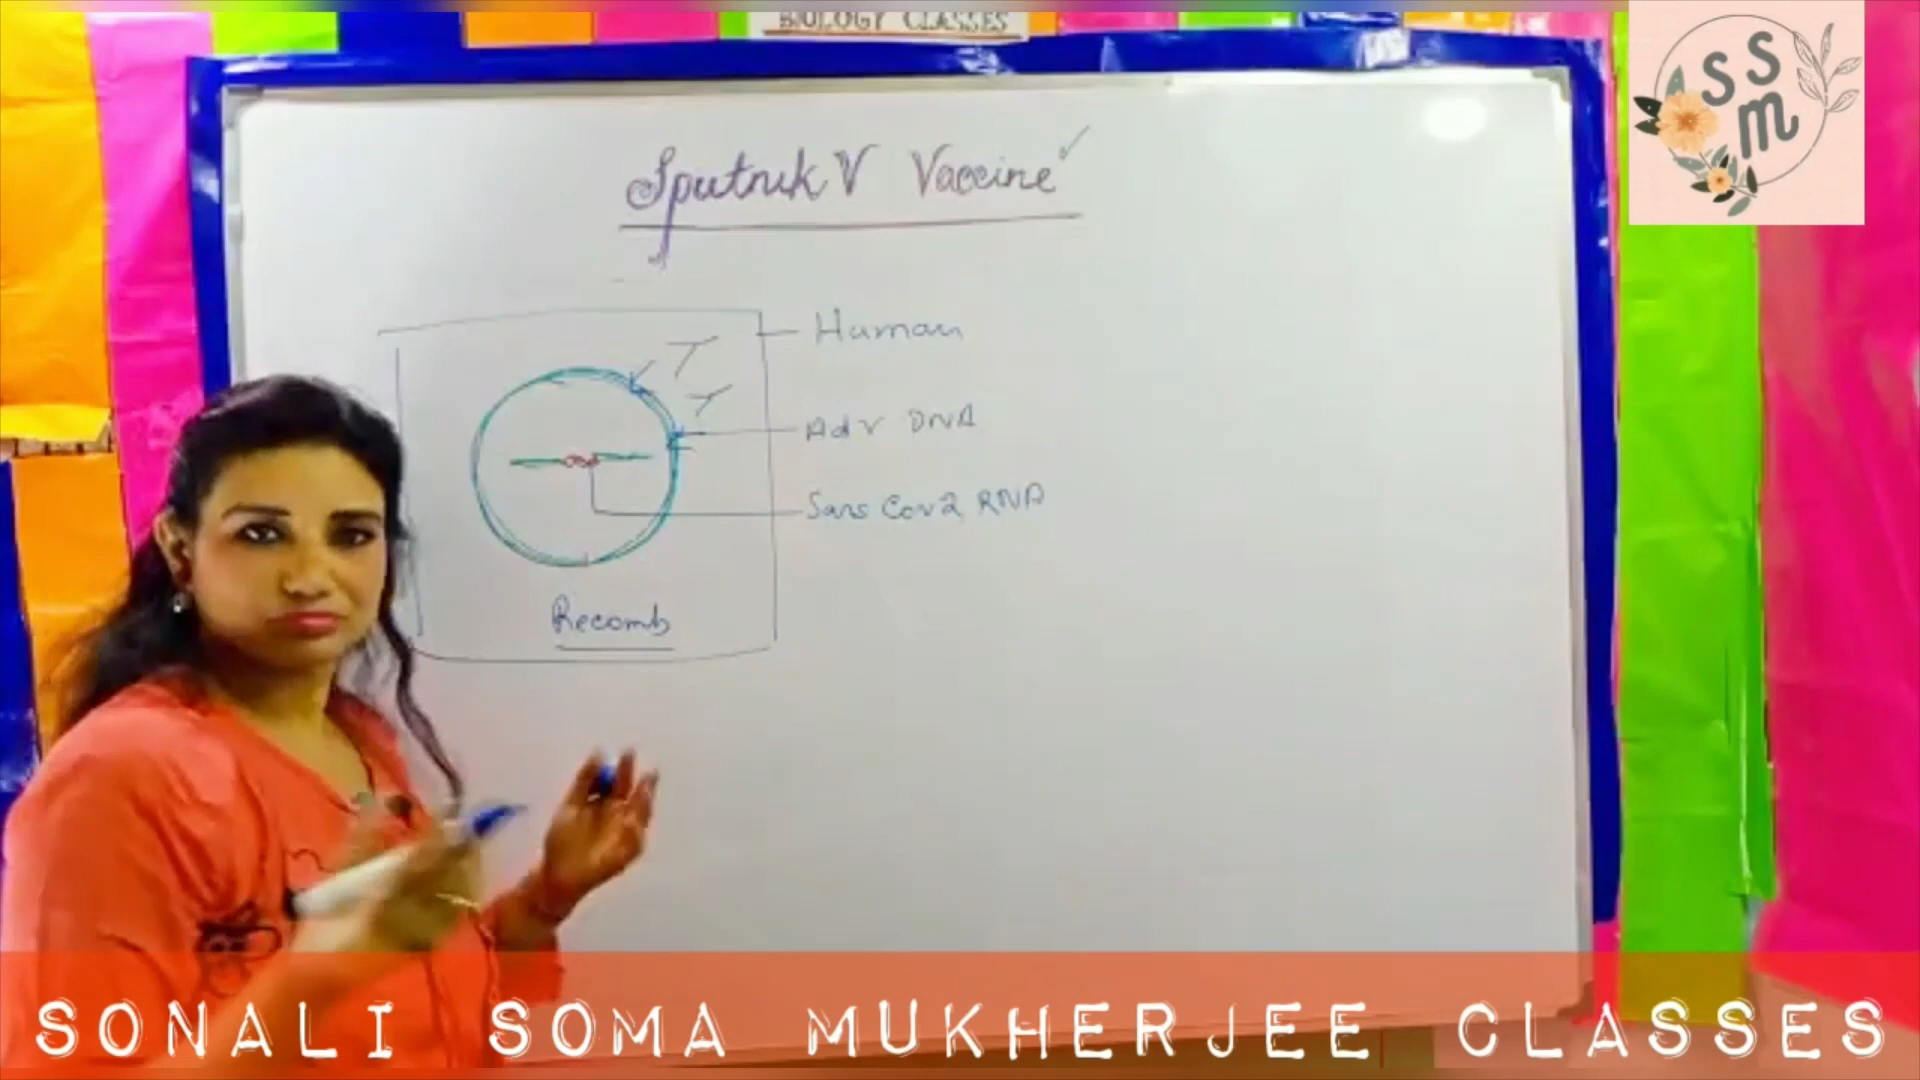 BIOLOGY CLASSES
SSM
Sputnik V Vaccine
Human
Adv DNA
Sars Cov2 RNA
Recomb
SONALI SOMA MUKHERJEE CLASSES